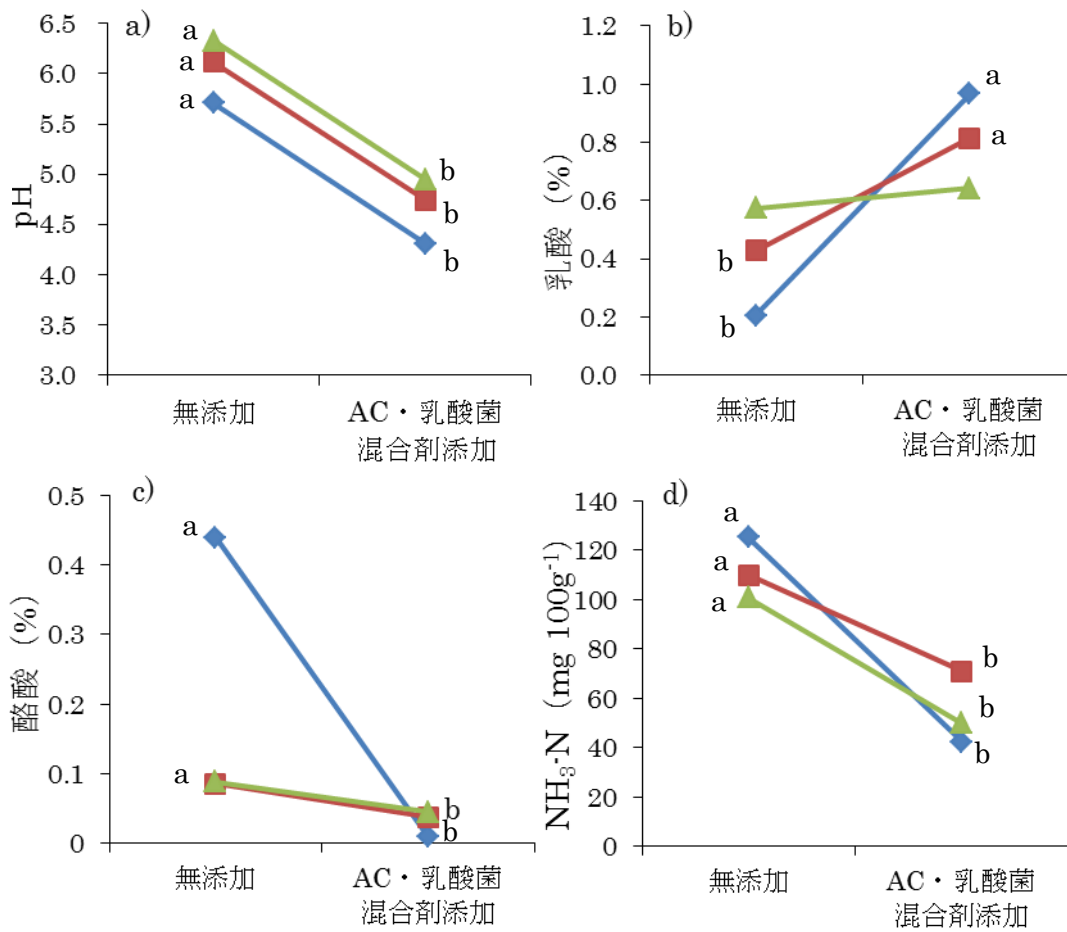 a)
pH
6.5
6.0
5.5
5.0
4.5
4.0
3.5
3.0
a
a
a
b
b
b
無添加
AC・乳酸菌
混合剤添加
b)
乳酸 (%)
1.2
1.0
0.8
0.6
0.4
0.2
0.0
b
b
a
a
無添加
AC・乳酸菌
混合剤添加
c)
酪酸 (%)
0.5
0.4
0.3
0.2
0.1
0
a
a
b
b
無添加
AC・乳酸菌
混合剤添加
d)
NH₃-N (mg 100g⁻¹)
140
120
100
80
60
40
20
0
a
a
a
b
b
b
無添加
AC・乳酸菌
混合剤添加